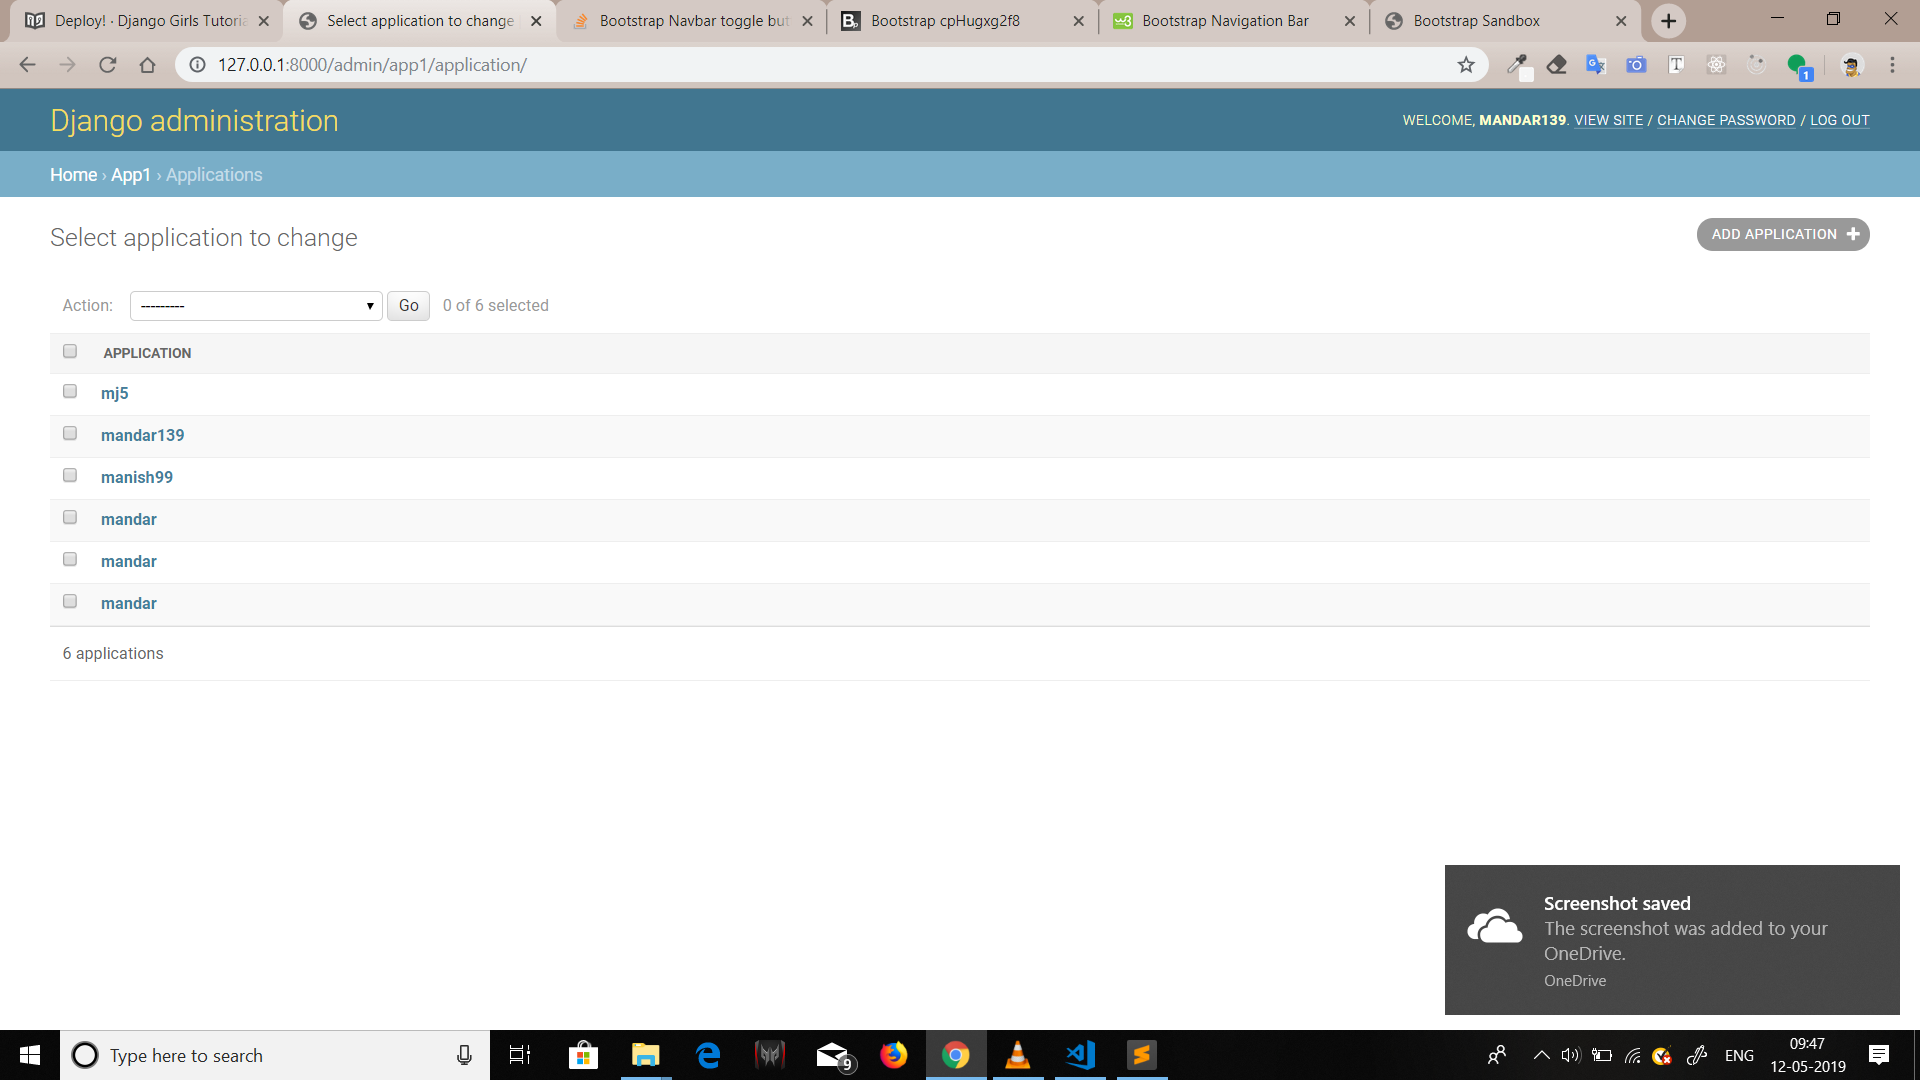 Deploy! · Django Girls Tutoria
Select application to change
Bootstrap Navbar toggle but
Bootstrap cpHugxg2f8
Bootstrap Navigation Bar
Bootstrap Sandbox
127.0.0.1:8000/admin/app1/application/
1
Django administration
WELCOME, MANDAR139. VIEW SITE / CHANGE PASSWORD / LOG OUT
Home › App1 › Applications
Select application to change
ADD APPLICATION +
Action:
---------
Go
0 of 6 selected
APPLICATION
mj5
mandar139
manish99
mandar
mandar
mandar
6 applications
Screenshot saved
The screenshot was added to your
OneDrive.
OneDrive
Type here to search
9
ENG
09:47
12-05-2019